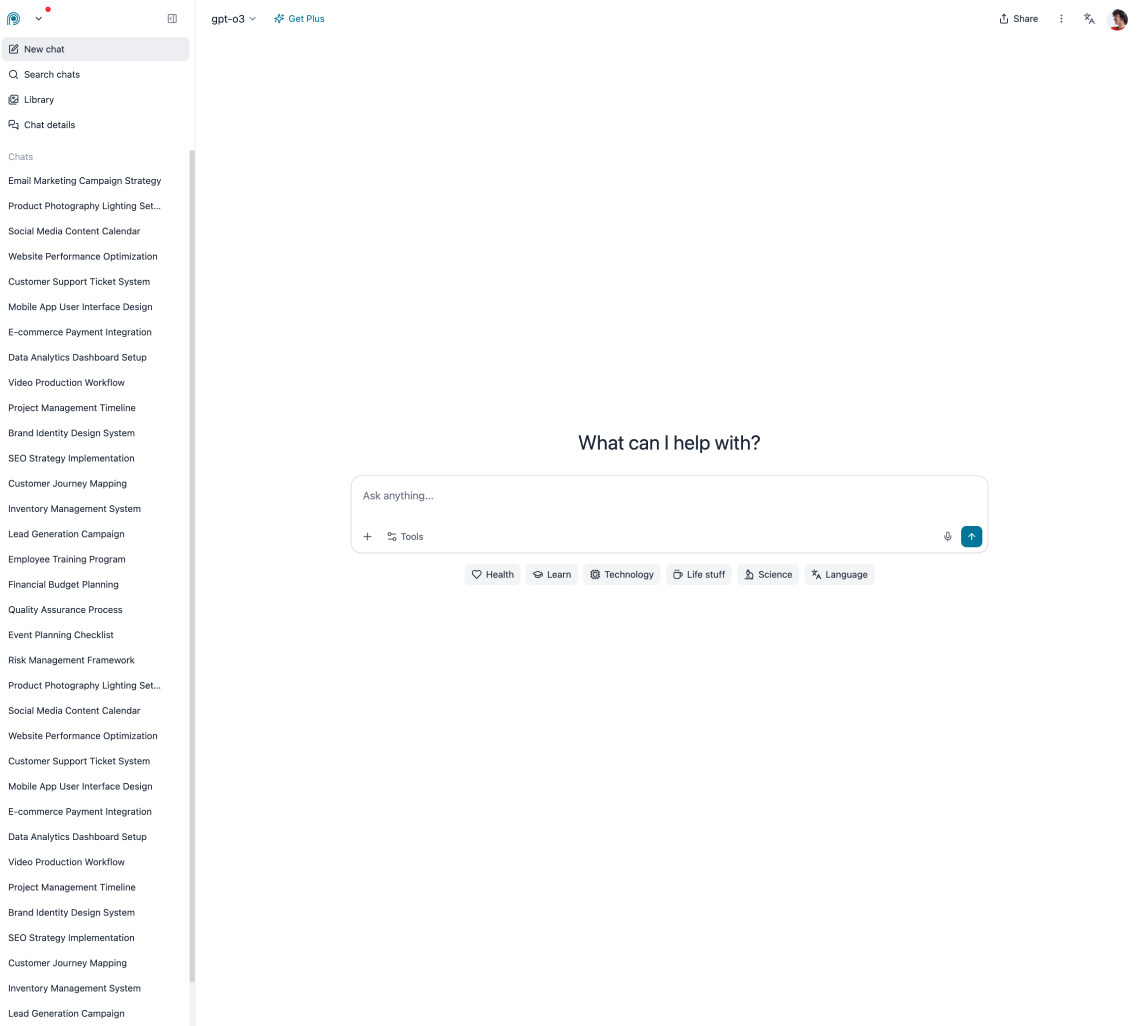 gpt-o3
Get Plus
Share
New chat
Search chats
Library
Chat details
Chats
Email Marketing Campaign Strategy
Product Photography Lighting Set...
Social Media Content Calendar
Website Performance Optimization
Customer Support Ticket System
Mobile App User Interface Design
E-commerce Payment Integration
Data Analytics Dashboard Setup
Video Production Workflow
Project Management Timeline
Brand Identity Design System
SEO Strategy Implementation
Customer Journey Mapping
Inventory Management System
Lead Generation Campaign
Employee Training Program
Financial Budget Planning
Quality Assurance Process
Event Planning Checklist
Risk Management Framework
Product Photography Lighting Set...
Social Media Content Calendar
Website Performance Optimization
Customer Support Ticket System
Mobile App User Interface Design
E-commerce Payment Integration
Data Analytics Dashboard Setup
Video Production Workflow
Project Management Timeline
Brand Identity Design System
SEO Strategy Implementation
Customer Journey Mapping
Inventory Management System
Lead Generation Campaign
What can I help with?
Ask anything...
Tools
Health Learn Technology Life stuff Science Language